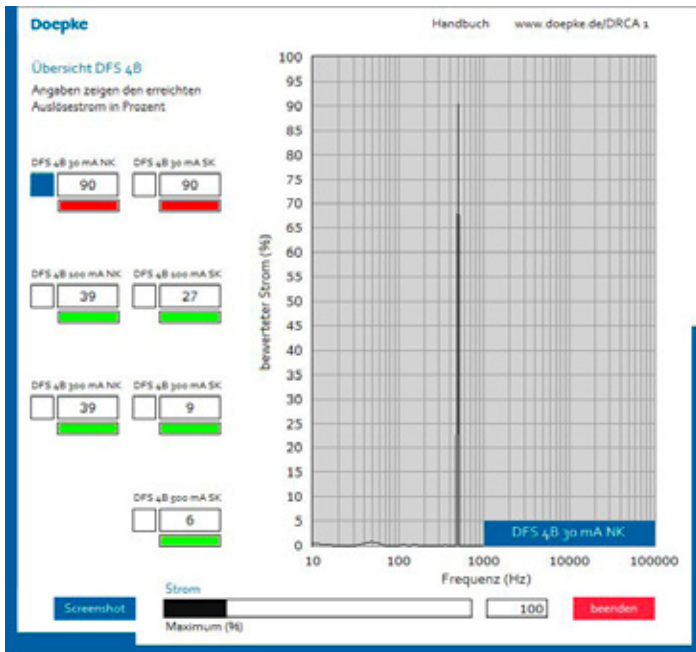 Doepke
Handbuch www.doepke.de/DRCA 1
Übersicht DFS 4B
Angaben zeigen den erreichten
Auslösestrom in Prozent
DFS 4B 30 mA NK DFS 4B 30 mA SK
90 90
DFS 4B 100 mA NK DFS 4B 100 mA SK
39 27
DFS 4B 300 mA NK DFS 4B 300 mA SK
39 9
DFS 4B 500 mA SK
6
bewerteter Strom (%)
100
95
90
85
80
75
70
65
60
55
50
45
40
35
30
25
20
15
10
5
0
DFS 4B 30 mA NK
10 100 1000 10000 100000
Frequenz (Hz)
Strom
Screenshot 100 beenden
Maximum (%)